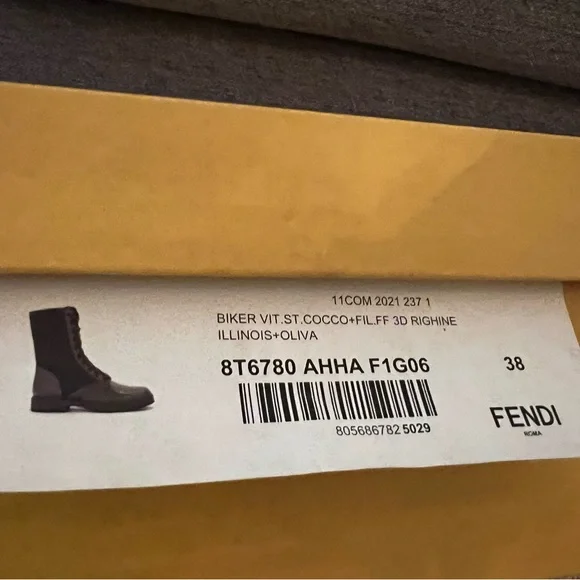 11COM 2021 237 1
BIKER VIT.ST.COCCO+FIL.FF 3D RIGHINE
ILLINOIS+OLIVA
8T6780 AHHA F1G06 38
805686782 5029
FENDI
ROMA